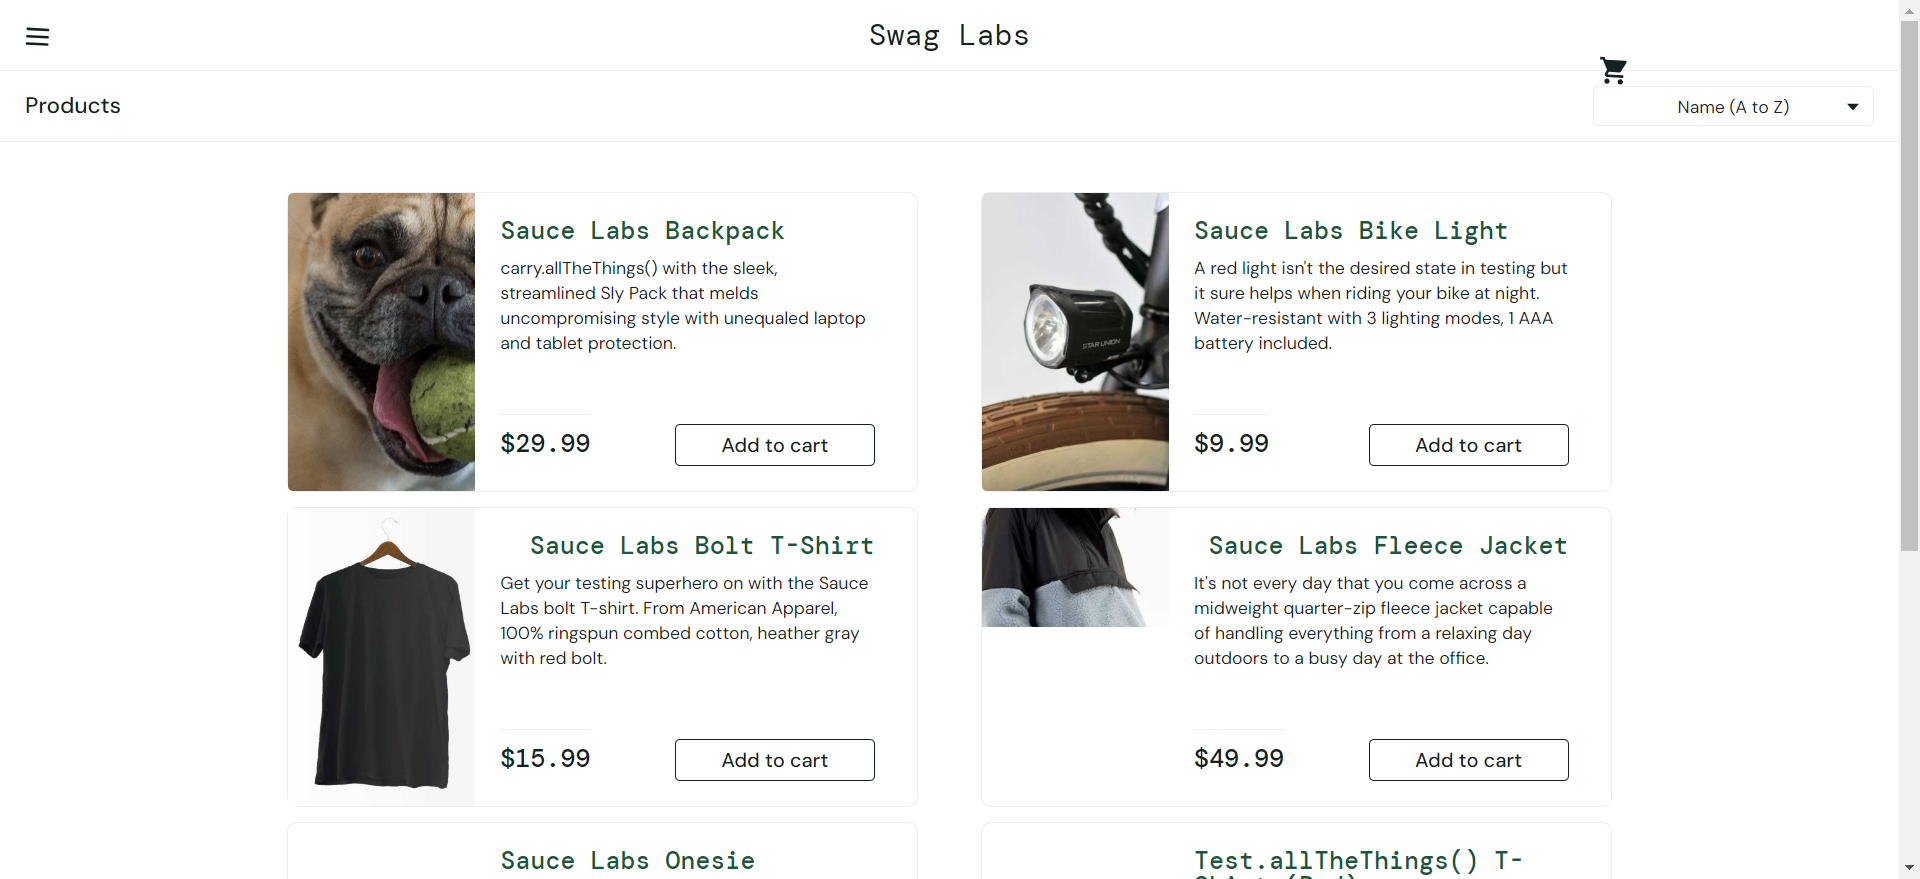 Swag Labs
Products
Name (A to Z)
Sauce Labs Backpack
carry.allTheThings() with the sleek,
streamlined Sly Pack that melds
uncompromising style with unequaled laptop
and tablet protection.
$29.99
Add to cart
Sauce Labs Bike Light
A red light isn't the desired state in testing but
it sure helps when riding your bike at night.
Water-resistant with 3 lighting modes, 1 AAA
battery included.
STAR UNION
$9.99
Add to cart
Sauce Labs Bolt T-Shirt
Get your testing superhero on with the Sauce
Labs bolt T-shirt. From American Apparel,
100% ringspun combed cotton, heather gray
with red bolt.
$15.99
Add to cart
Sauce Labs Fleece Jacket
It's not every day that you come across a
midweight quarter-zip fleece jacket capable
of handling everything from a relaxing day
outdoors to a busy day at the office.
$49.99
Add to cart
Sauce Labs Onesie
Test.allTheThings() T-